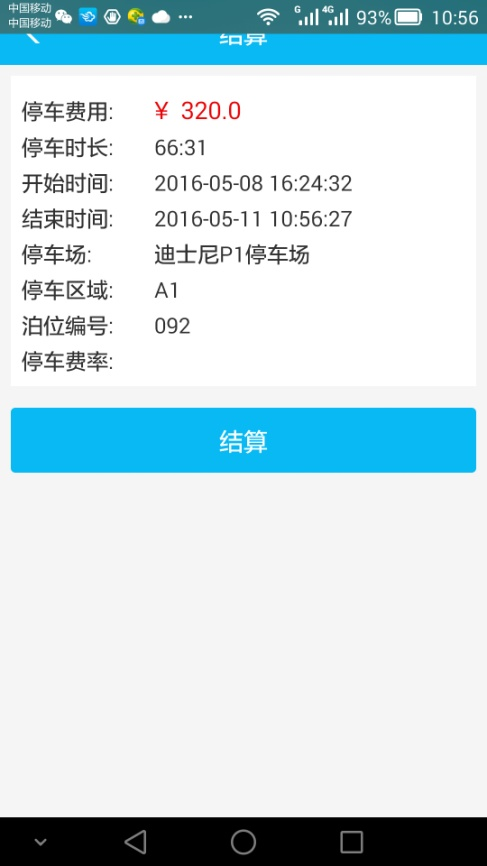 中国移动
中国移动
G
4G
93%
10:56
结算
停车费用: ¥ 320.0
停车时长: 66:31
开始时间: 2016-05-08 16:24:32
结束时间: 2016-05-11 10:56:27
停车场: 迪士尼P1停车场
停车区域: A1
泊位编号: 092
停车费率:
结算